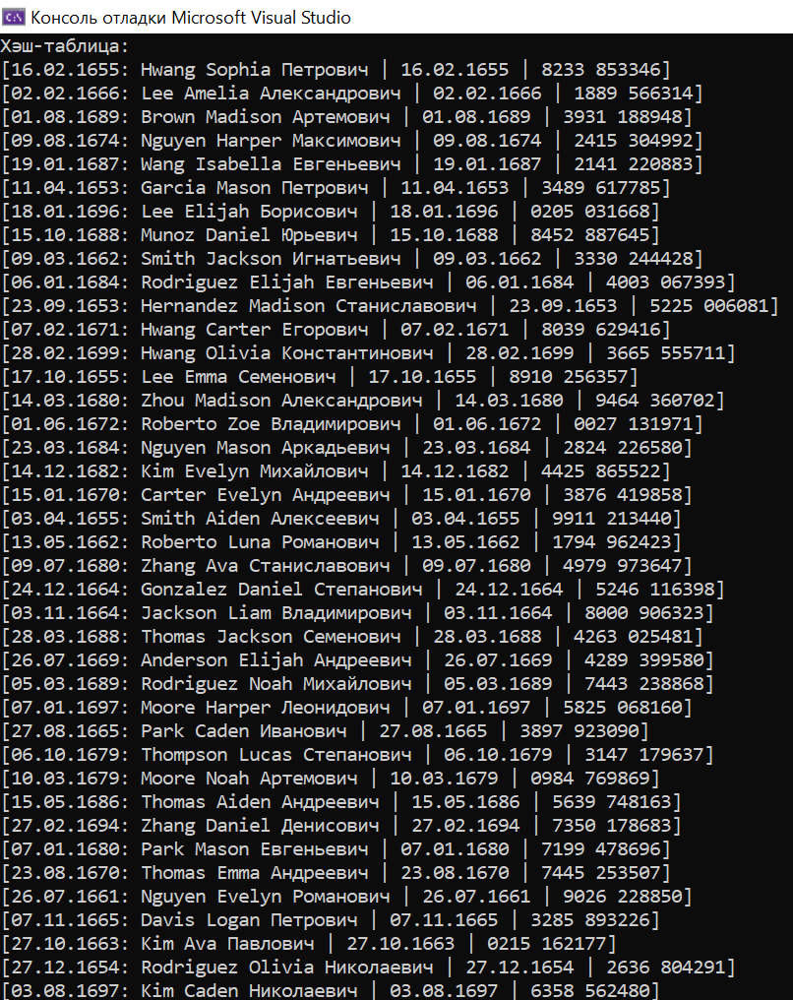 Консоль отладки Microsoft Visual Studio
Хэш-таблица:
[16.02.1655: Hwang Sophia Петрович | 16.02.1655 | 8233 853346]
[02.02.1666: Lee Amelia Александрович | 02.02.1666 | 1889 566314]
[01.08.1689: Brown Madison Артемович | 01.08.1689 | 3931 188948]
[09.08.1674: Nguyen Harper Максимович | 09.08.1674 | 2415 304992]
[19.01.1687: Wang Isabella Евгеньевич | 19.01.1687 | 2141 220883]
[11.04.1653: Garcia Mason Петрович | 11.04.1653 | 3489 617785]
[18.01.1696: Lee Elijah Борисович | 18.01.1696 | 0205 031668]
[15.10.1688: Munoz Daniel Юрьевич | 15.10.1688 | 8452 887645]
[09.03.1662: Smith Jackson Игнатьевич | 09.03.1662 | 3330 244428]
[06.01.1684: Rodriguez Elijah Евгеньевич | 06.01.1684 | 4003 067393]
[23.09.1653: Hernandez Madison Станиславович | 23.09.1653 | 5225 006081]
[07.02.1671: Hwang Carter Егорович | 07.02.1671 | 8039 629416]
[28.02.1699: Hwang Olivia Константинович | 28.02.1699 | 3665 555711]
[17.10.1655: Lee Emma Семенович | 17.10.1655 | 8910 256357]
[14.03.1680: Zhou Madison Александрович | 14.03.1680 | 9464 360702]
[01.06.1672: Roberto Zoe Владимирович | 01.06.1672 | 0027 131971]
[23.03.1684: Nguyen Mason Аркадьевич | 23.03.1684 | 2824 226580]
[14.12.1682: Kim Evelyn Михайлович | 14.12.1682 | 4425 865522]
[15.01.1670: Carter Evelyn Андреевич | 15.01.1670 | 3876 419858]
[03.04.1655: Smith Aiden Алексеевич | 03.04.1655 | 9911 213440]
[13.05.1662: Roberto Luna Романович | 13.05.1662 | 1794 962423]
[09.07.1680: Zhang Ava Станиславович | 09.07.1680 | 4979 973647]
[24.12.1664: Gonzalez Daniel Степанович | 24.12.1664 | 5246 116398]
[03.11.1664: Jackson Liam Владимирович | 03.11.1664 | 8000 906323]
[28.03.1688: Thomas Jackson Семенович | 28.03.1688 | 4263 025481]
[26.07.1669: Anderson Elijah Андреевич | 26.07.1669 | 4289 399580]
[05.03.1689: Rodriguez Noah Михайлович | 05.03.1689 | 7443 238868]
[07.01.1697: Moore Harper Леонидович | 07.01.1697 | 5825 068160]
[27.08.1665: Park Caden Иванович | 27.08.1665 | 3897 923090]
[06.10.1679: Thompson Lucas Степанович | 06.10.1679 | 3147 179637]
[10.03.1679: Moore Noah Артемович | 10.03.1679 | 0984 769869]
[15.05.1686: Thomas Aiden Андреевич | 15.05.1686 | 5639 748163]
[27.02.1694: Zhang Daniel Денисович | 27.02.1694 | 7350 178683]
[07.01.1680: Park Mason Евгеньевич | 07.01.1680 | 7199 478696]
[23.08.1670: Thomas Emma Андреевич | 23.08.1670 | 7445 253507]
[26.07.1661: Nguyen Evelyn Романович | 26.07.1661 | 9026 228850]
[07.11.1665: Davis Logan Петрович | 07.11.1665 | 3285 893226]
[27.10.1663: Kim Ava Павлович | 27.10.1663 | 0215 162177]
[27.12.1654: Rodriguez Olivia Николаевич | 27.12.1654 | 2636 804291]
[03.08.1697: Kim Caden Николаевич | 03.08.1697 | 6358 562480]